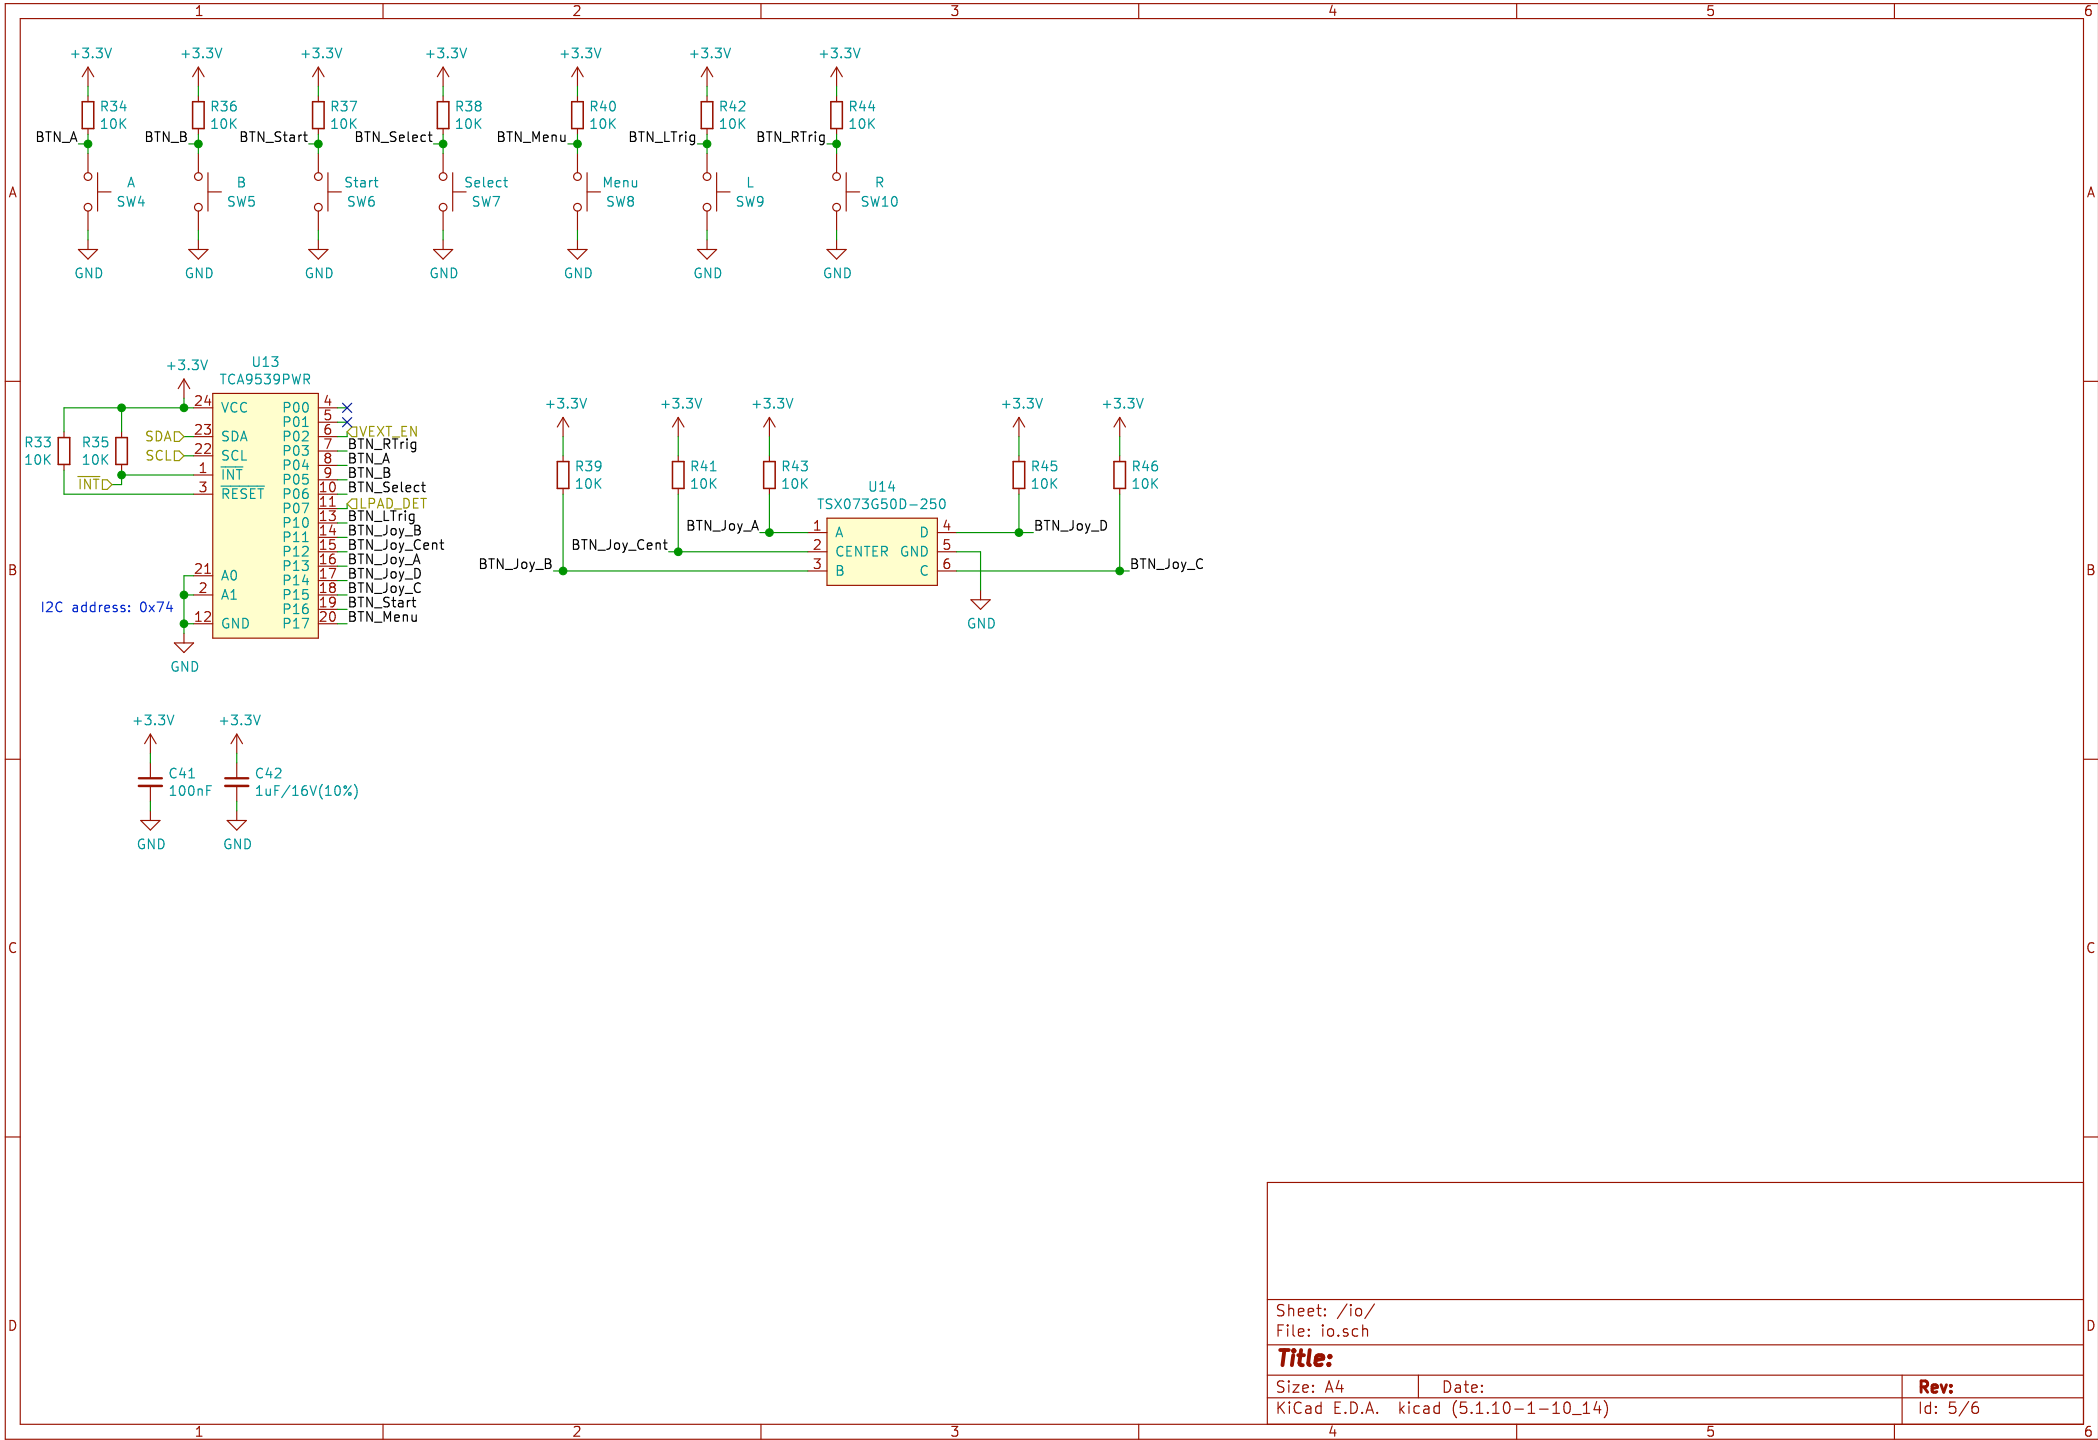 1 2 3 4 5 6
+3.3V +3.3V +3.3V +3.3V +3.3V +3.3V +3.3V
R34 R36 R37 R38 R40 R42 R44
10K 10K 10K 10K 10K 10K 10K
BTN_A BTN_B BTN_Start BTN_Select BTN_Menu BTN_LTrig BTN_RTrig
A A B Start Select Menu L R A
SW4 SW5 SW6 SW7 SW8 SW9 SW10
GND GND GND GND GND GND GND
+3.3V
U13
TCA9539PWR
24 VCC
23 SDA
22 SCL
1 INT
3 RESET
21 A0
2 A1
12 GND
SDA
SCL
INT
R33
10K
R35
10K
I2C address: 0x74
GND
P00 4
P01 5
P02 6 VEXT_EN
P03 7 BTN_RTrig
P04 8 BTN_A
P05 9 BTN_B
P06 10 BTN_Select
P07 11 LPAD_DET
P10 13 BTN_LTrig
P11 14 BTN_Joy_B
P12 15 BTN_Joy_Cent
P13 16 BTN_Joy_A
P14 17 BTN_Joy_D
P15 18 BTN_Joy_C
P16 19 BTN_Start
P17 20 BTN_Menu
+3.3V +3.3V +3.3V +3.3V +3.3V
R39 R41 R43 R45 R46
10K 10K 10K 10K 10K
U14
TSX073G50D-250
BTN_Joy_A 1 A D 4 BTN_Joy_D
BTN_Joy_Cent 2 CENTER GND 5
BTN_Joy_B 3 B C 6 BTN_Joy_C
GND
B B
+3.3V +3.3V
C41 C42
100nF 1uF/16V(10%)
GND GND
C C
Sheet: /io/
File: io.sch
D D
Title:
Size: A4 Date: Rev:
KiCad E.D.A. kicad (5.1.10-1-10_14) Id: 5/6
1 2 3 4 5 6